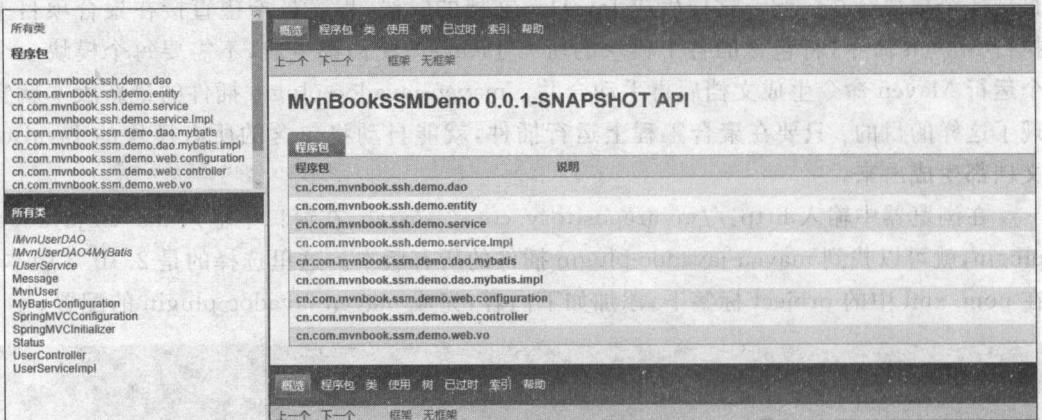 所有类
程序包
cn.com.mvnbook.ssh.demo.dao
cn.com.mvnbook.ssh.demo.entity
cn.com.mvnbook.ssh.demo.service
cn.com.mvnbook.ssh.demo.service.Impl
cn.com.mvnbook.ssm.demo.dao.mybatis
cn.com.mvnbook.ssm.demo.dao.mybatis.impl
cn.com.mvnbook.ssm.demo.web.configuration
cn.com.mvnbook.ssm.demo.web.controller
cn.com.mvnbook.ssm.demo.web.vo
所有类
IMvnUserDAO
IMvnUserDAO4MyBatis
IUserService
Message
MvnUser
MyBatisConfiguration
SpringMVCConfiguration
SpringMVCInitializer
Status
UserController
UserServiceImpl
概览 程序包 类 使用 树 已过时 索引 帮助
上一个 下一个 框架 无框架
MvnBookSSMDemo 0.0.1-SNAPSHOT API
程序包
程序包 说明
cn.com.mvnbook.ssh.demo.dao
cn.com.mvnbook.ssh.demo.entity
cn.com.mvnbook.ssh.demo.service
cn.com.mvnbook.ssh.demo.service.Impl
cn.com.mvnbook.ssm.demo.dao.mybatis
cn.com.mvnbook.ssm.demo.dao.mybatis.impl
cn.com.mvnbook.ssm.demo.web.configuration
cn.com.mvnbook.ssm.demo.web.controller
cn.com.mvnbook.ssm.demo.web.vo
概览 程序包 类 使用 树 已过时 索引 帮助
上一个 下一个 框架 无框架